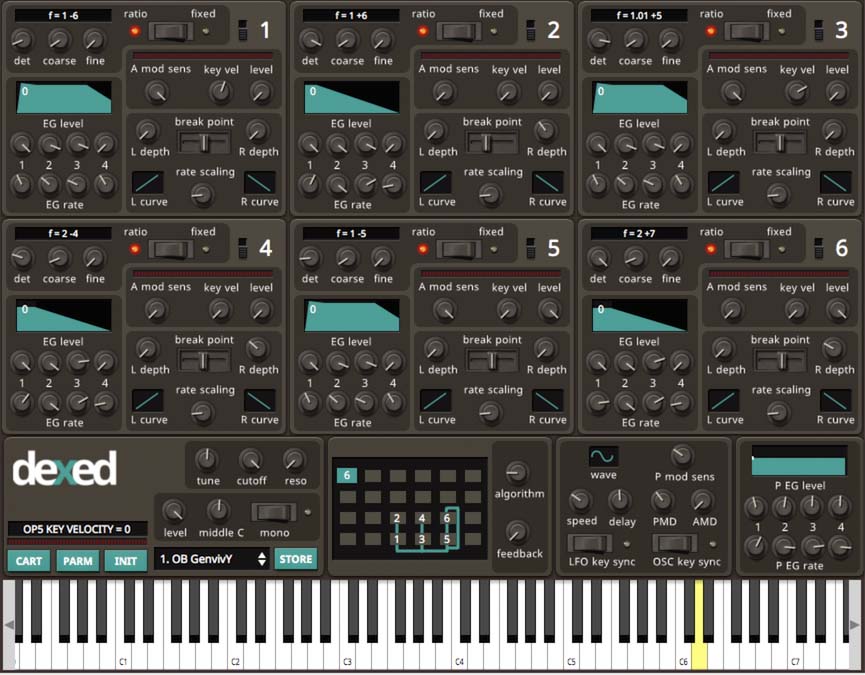 f = 1 -6
ratio
fixed
1
det
coarse
fine
A mod sens
key vel
level
0
EG level
1
2
3
4
EG rate
break point
L depth
R depth
rate scaling
L curve
R curve
f = 1 +6
ratio
fixed
2
det
coarse
fine
A mod sens
key vel
level
0
EG level
1
2
3
4
EG rate
break point
L depth
R depth
rate scaling
L curve
R curve
f = 1.01 +5
ratio
fixed
3
det
coarse
fine
A mod sens
key vel
level
0
EG level
1
2
3
4
EG rate
break point
L depth
R depth
rate scaling
L curve
R curve
f = 2 -4
ratio
fixed
4
det
coarse
fine
A mod sens
key vel
level
0
EG level
1
2
3
4
EG rate
break point
L depth
R depth
rate scaling
L curve
R curve
f = 1 -5
ratio
fixed
5
det
coarse
fine
A mod sens
key vel
level
0
EG level
1
2
3
4
EG rate
break point
L depth
R depth
rate scaling
L curve
R curve
f = 2 +7
ratio
fixed
6
det
coarse
fine
A mod sens
key vel
level
0
EG level
1
2
3
4
EG rate
break point
L depth
R depth
rate scaling
L curve
R curve
dexed
tune
cutoff
reso
level
middle C
mono
OP5 KEY VELOCITY = 0
CART
PARM
INIT
1. OB GenvivY
STORE
6
2 4 6
1 3 5
algorithm
feedback
wave
P mod sens
speed
delay
PMD
AMD
LFO key sync
OSC key sync
P EG level
1
2
3
4
P EG rate
C1
C2
C3
C4
C5
C6
C7